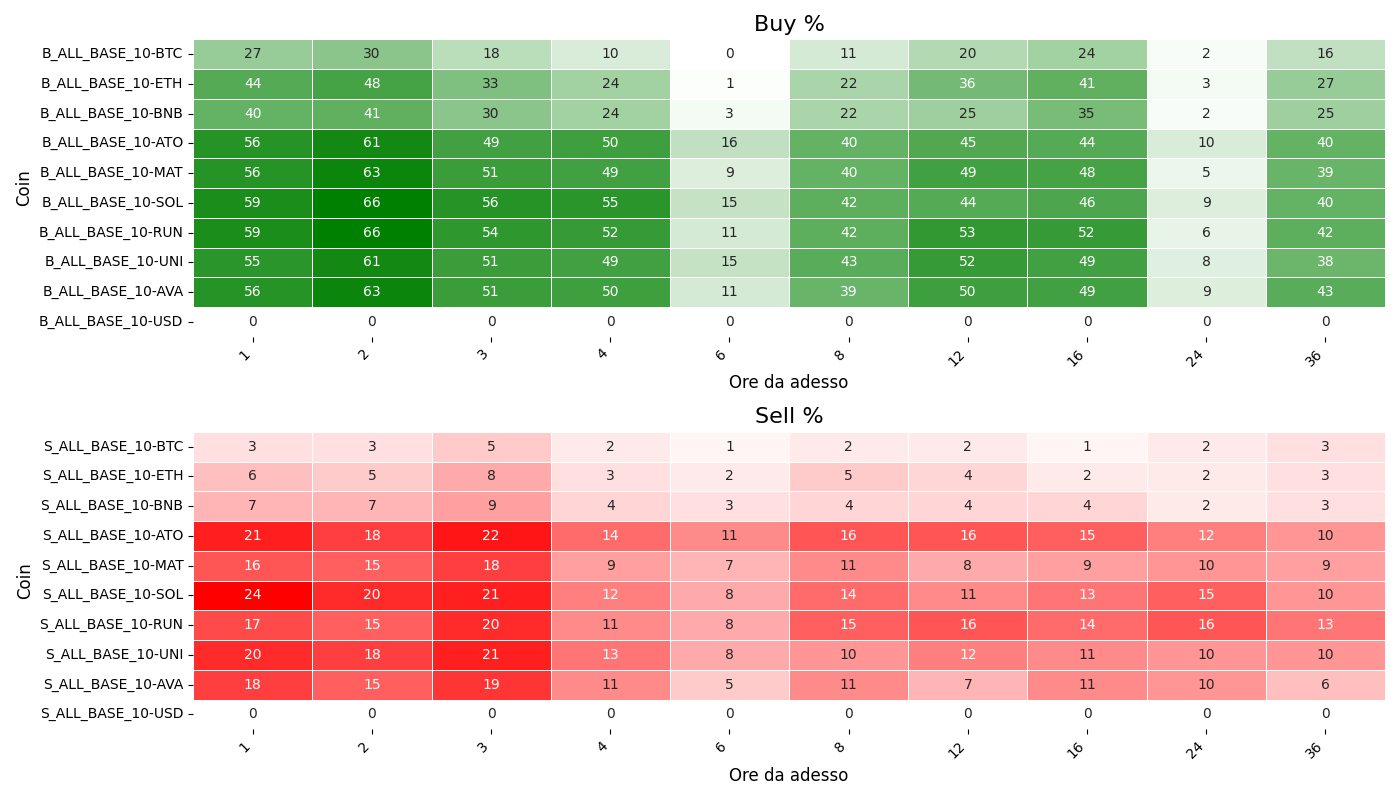 Buy %
Coin
B_ALL_BASE_10-BTC 27 30 18 10 0 11 20 24 2 16
B_ALL_BASE_10-ETH 44 48 33 24 1 22 36 41 3 27
B_ALL_BASE_10-BNB 40 41 30 24 3 22 25 35 2 25
B_ALL_BASE_10-ATO 56 61 49 50 16 40 45 44 10 40
B_ALL_BASE_10-MAT 56 63 51 49 9 40 49 48 5 39
B_ALL_BASE_10-SOL 59 66 56 55 15 42 44 46 9 40
B_ALL_BASE_10-RUN 59 66 54 52 11 42 53 52 6 42
B_ALL_BASE_10-UNI 55 61 51 49 15 43 52 49 8 38
B_ALL_BASE_10-AVA 56 63 51 50 11 39 50 49 9 43
B_ALL_BASE_10-USD 0 0 0 0 0 0 0 0 0 0
1 2 3 4 6 8 12 16 24 36
Ore da adesso
Sell %
Coin
S_ALL_BASE_10-BTC 3 3 5 2 1 2 2 1 2 3
S_ALL_BASE_10-ETH 6 5 8 3 2 5 4 2 2 3
S_ALL_BASE_10-BNB 7 7 9 4 3 4 4 4 2 3
S_ALL_BASE_10-ATO 21 18 22 14 11 16 16 15 12 10
S_ALL_BASE_10-MAT 16 15 18 9 7 11 8 9 10 9
S_ALL_BASE_10-SOL 24 20 21 12 8 14 11 13 15 10
S_ALL_BASE_10-RUN 17 15 20 11 8 15 16 14 16 13
S_ALL_BASE_10-UNI 20 18 21 13 8 10 12 11 10 10
S_ALL_BASE_10-AVA 18 15 19 11 5 11 7 11 10 6
S_ALL_BASE_10-USD 0 0 0 0 0 0 0 0 0 0
1 2 3 4 6 8 12 16 24 36
Ore da adesso